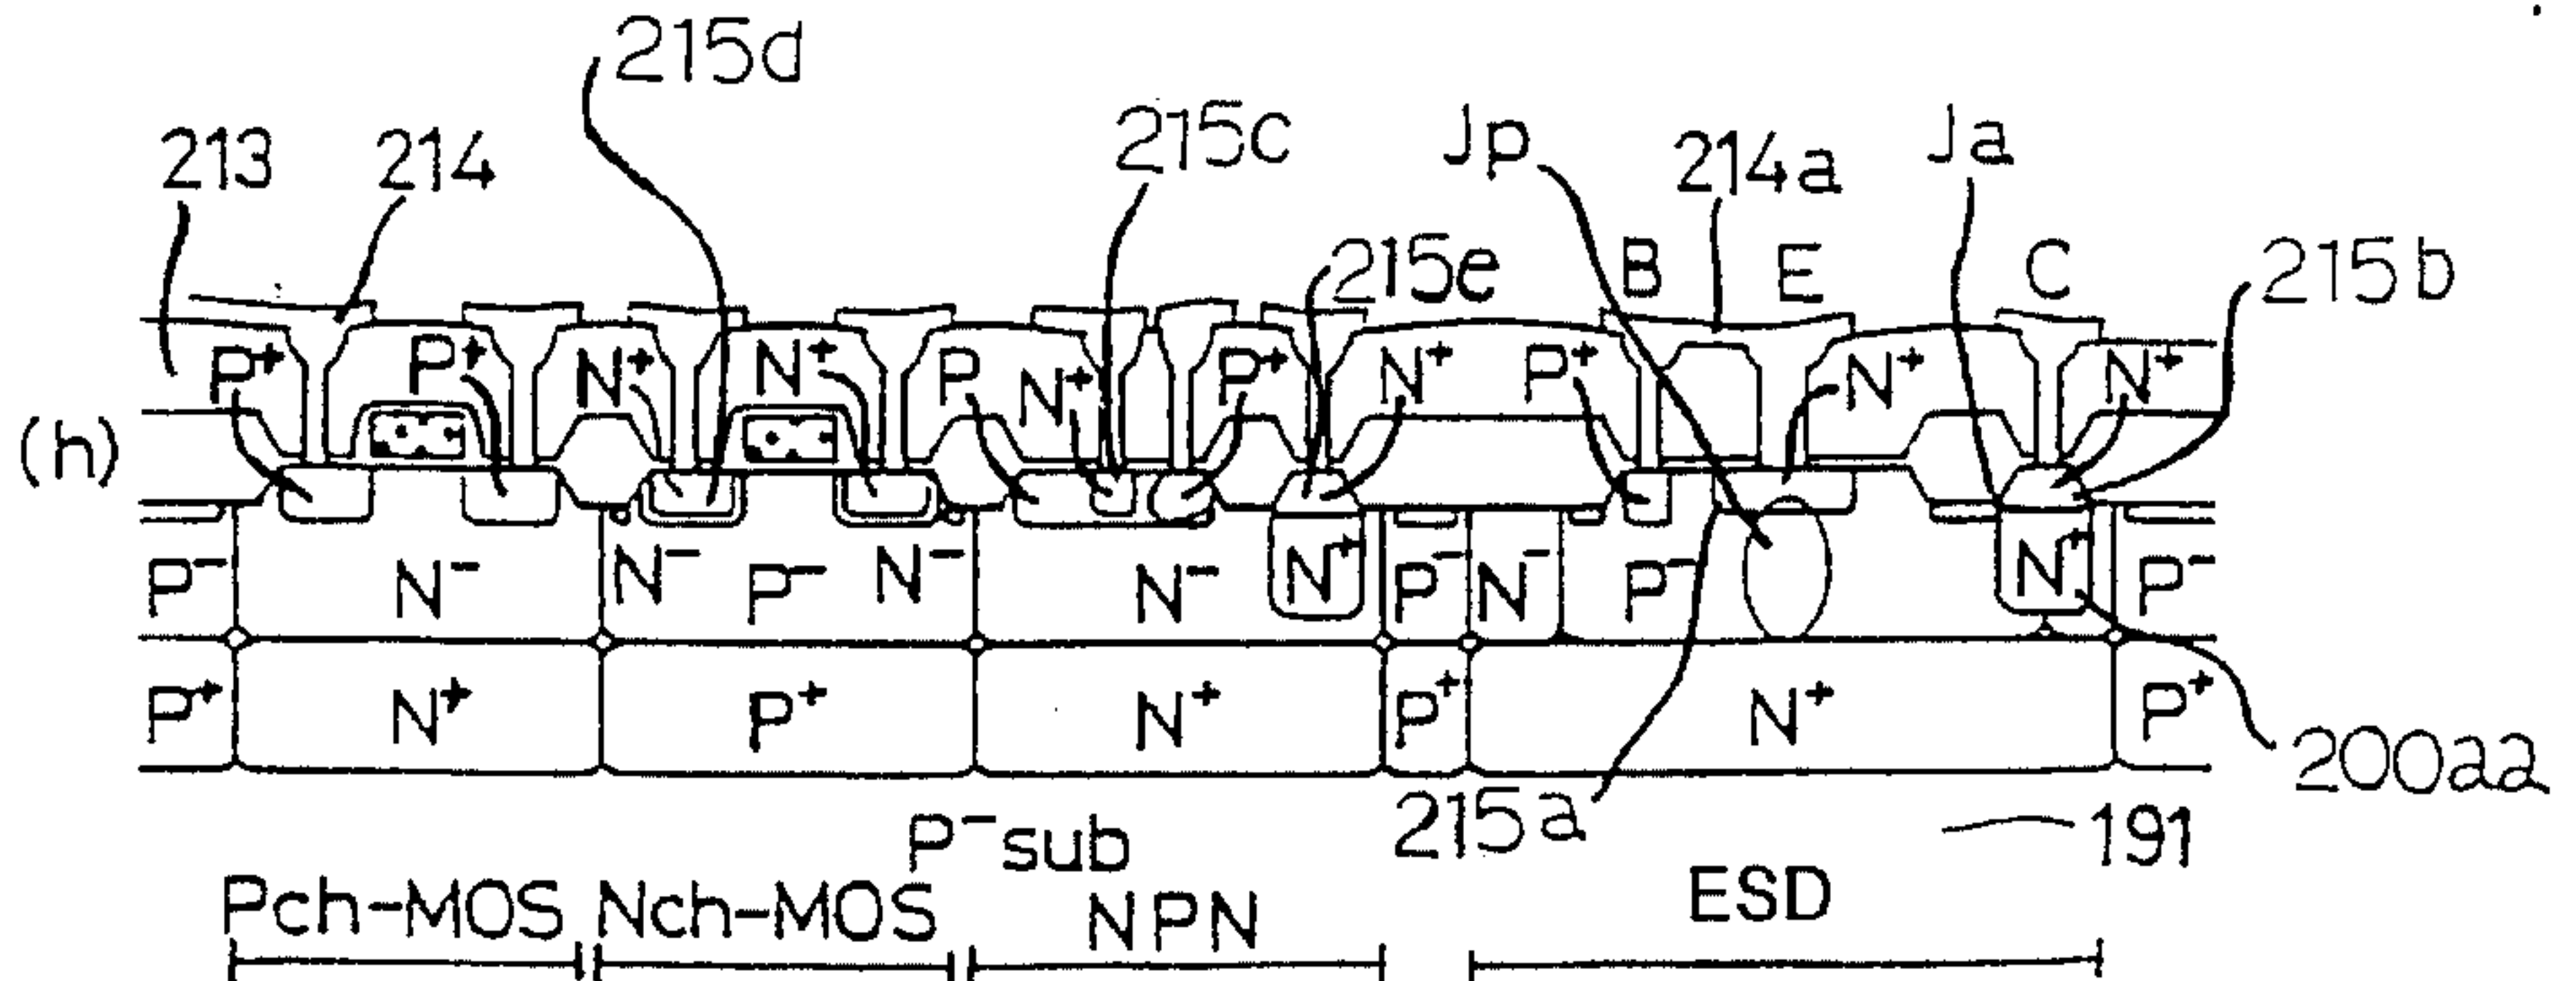 215d
213 214 215c Jp 214a Ja
215e B E C 215b
P⁺ P⁺ N⁺ N⁺ P N⁺ P⁺ N⁺ P⁺ N⁺ N⁺
(h)
P⁻ N⁻ N⁻ P⁻ N⁻ N⁻ N⁺ P⁻ N⁻ P⁻ N⁺ P⁻
P⁺ N⁺ P⁺ N⁺ P⁺ N⁺ P⁺
200aa
215a
P⁻sub 191
Pch-MOS Nch-MOS NPN ESD